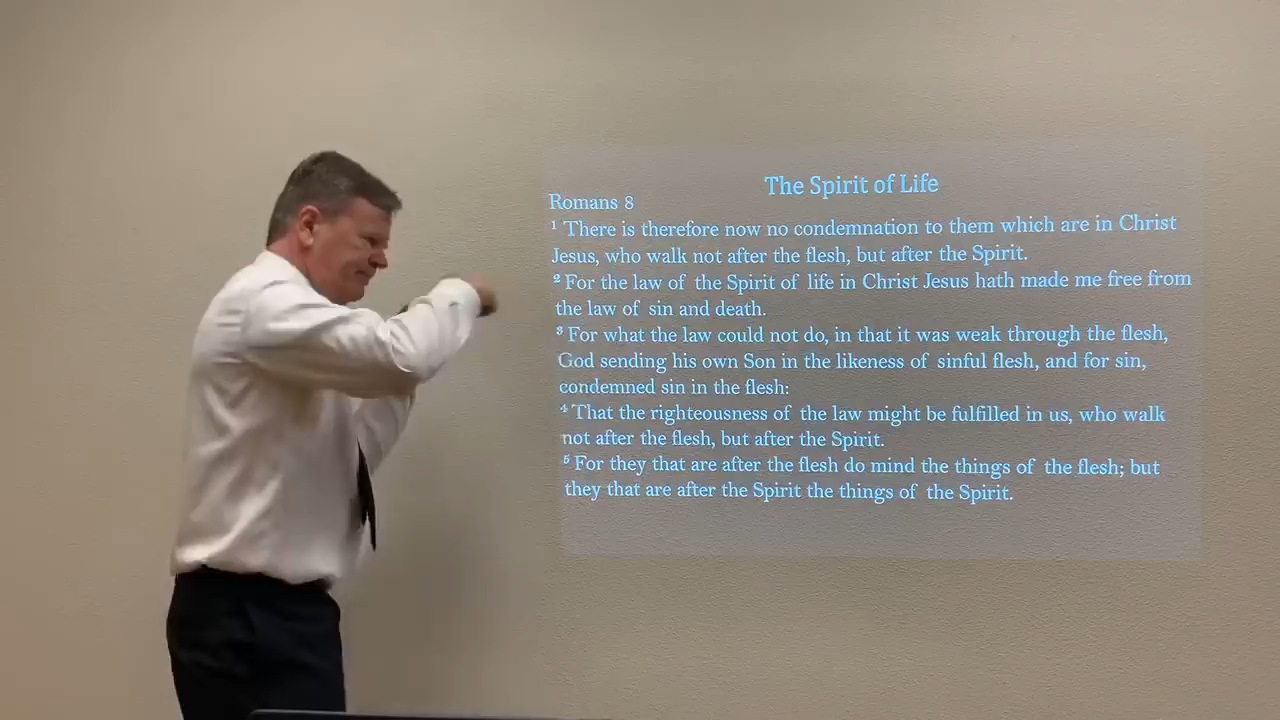 The Spirit of Life
Romans 8
¹ There is therefore now no condemnation to them which are in Christ
Jesus, who walk not after the flesh, but after the Spirit.
² For the law of the Spirit of life in Christ Jesus hath made me free from
the law of sin and death.
³ For what the law could not do, in that it was weak through the flesh,
God sending his own Son in the likeness of sinful flesh, and for sin,
condemned sin in the flesh:
⁴ That the righteousness of the law might be fulfilled in us, who walk
not after the flesh, but after the Spirit.
⁵ For they that are after the flesh do mind the things of the flesh; but
they that are after the Spirit the things of the Spirit.